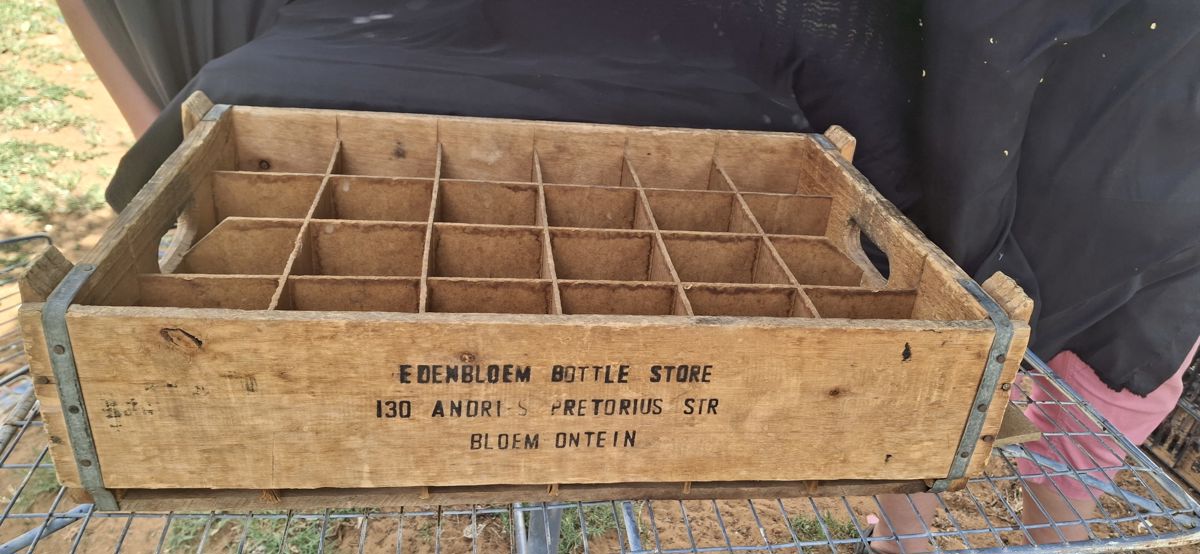 EDENBLOEM BOTTLE STORE
130 ANDRI S PRETORIUS STR
BLOEM ONTEIN